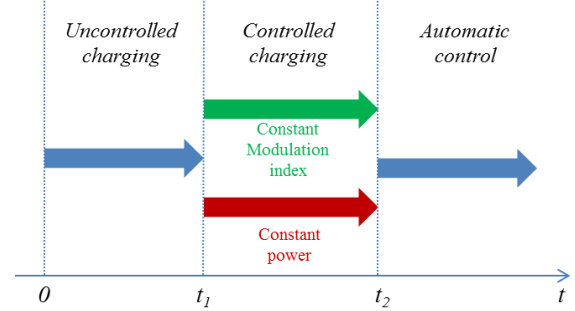 Uncontrolled
charging
Controlled
charging
Automatic
control
Constant
Modulation
index
Constant
power
0
t1
t2
t